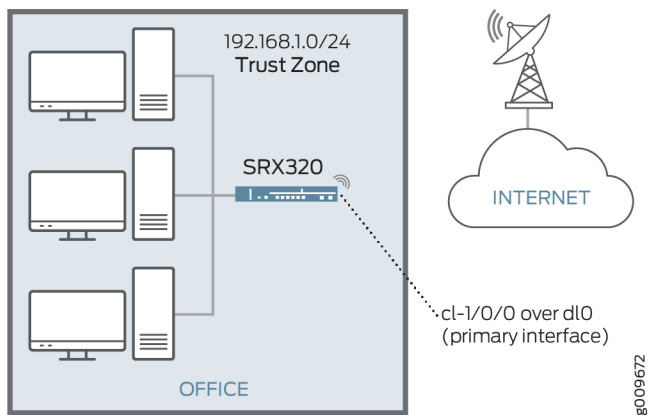 192.168.1.0/24
Trust Zone
SRX320
INTERNET
cl-1/0/0 over dl0
(primary interface)
OFFICE
g009672